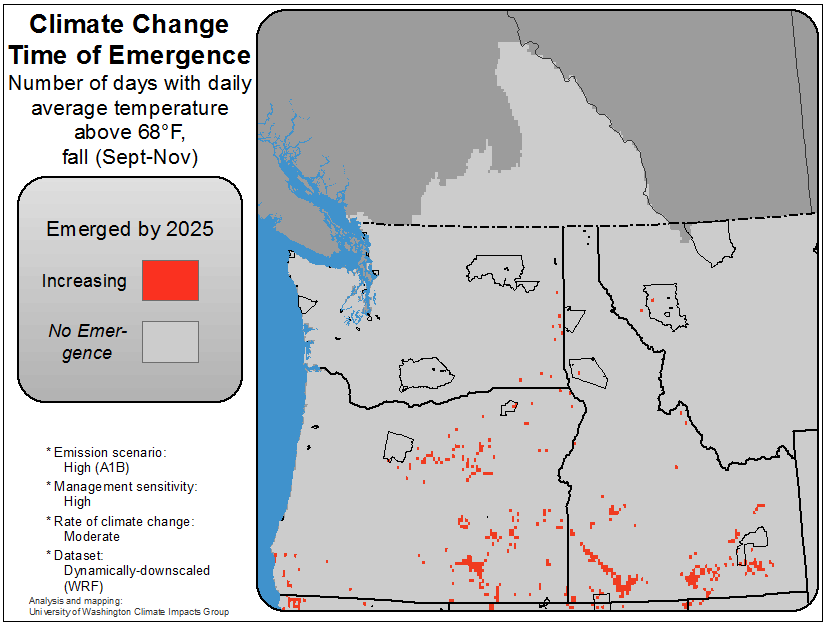 Climate Change
Time of Emergence
Number of days with daily
average temperature
above 68°F,
fall (Sept-Nov)
Emerged by 2025
Increasing
No Emer-
gence
* Emission scenario:
High (A1B)
* Management sensitivity:
High
* Rate of climate change:
Moderate
* Dataset:
Dynamically-downscaled
(WRF)
Analysis and mapping:
University of Washington Climate Impacts Group